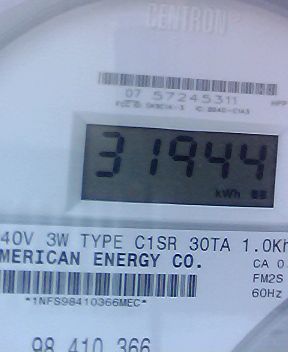 CENTRON®
07 57245311
31944
kWh
40V 3W TYPE C1SR 30TA 1.0Kh
MERICAN ENERGY CO.
CA 0.
FM2S
60Hz
*1NFS98410366MEC*
98 410 366